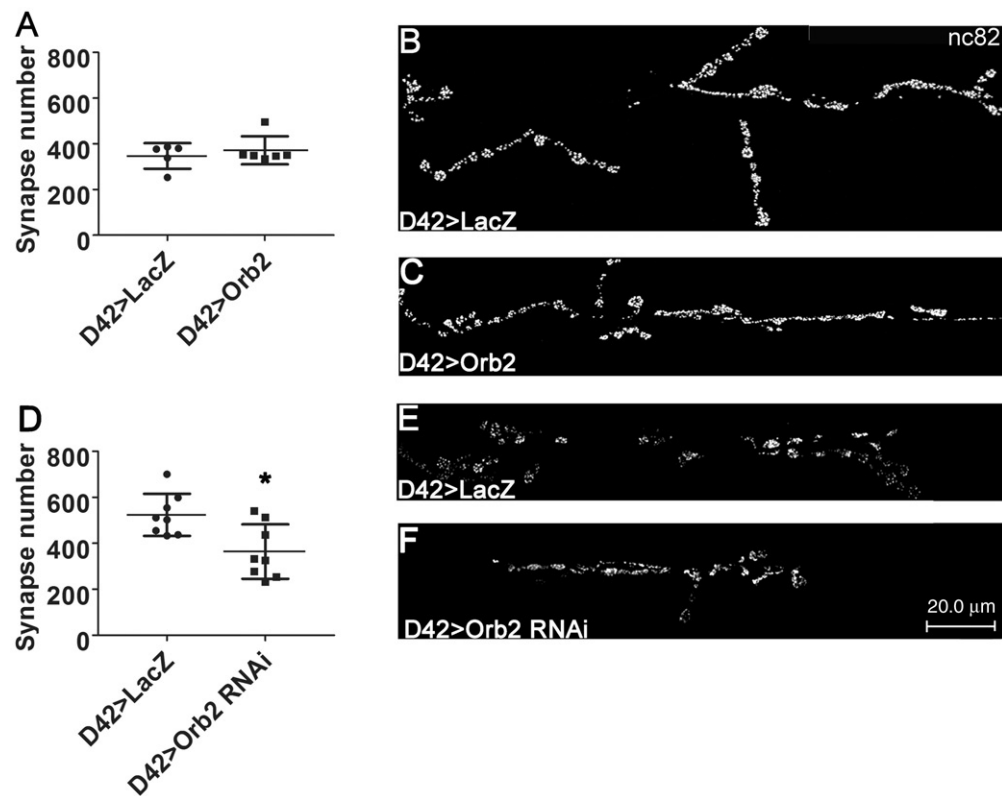 A
Synapse number
800
600
400
200
0
D42>LacZ
D42>Orb2
B
nc82
D42>LacZ
C
D42>Orb2
D
Synapse number
800
600
400
200
0
*
D42>LacZ
D42>Orb2 RNAi
E
D42>LacZ
F
D42>Orb2 RNAi
20.0 μm